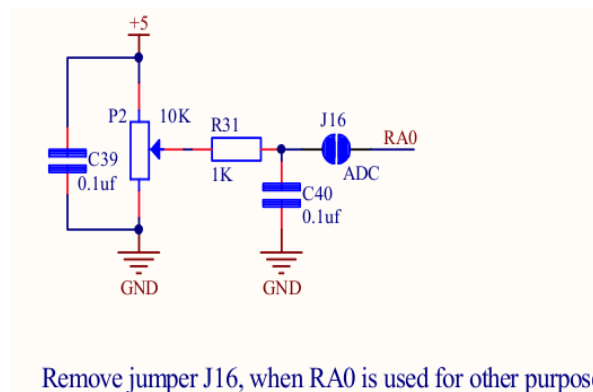 +5
P2
10K
R31
J16
RA0
C39
0.1uf
1K
ADC
C40
0.1uf
GND
GND
Remove jumper J16, when RA0 is used for other